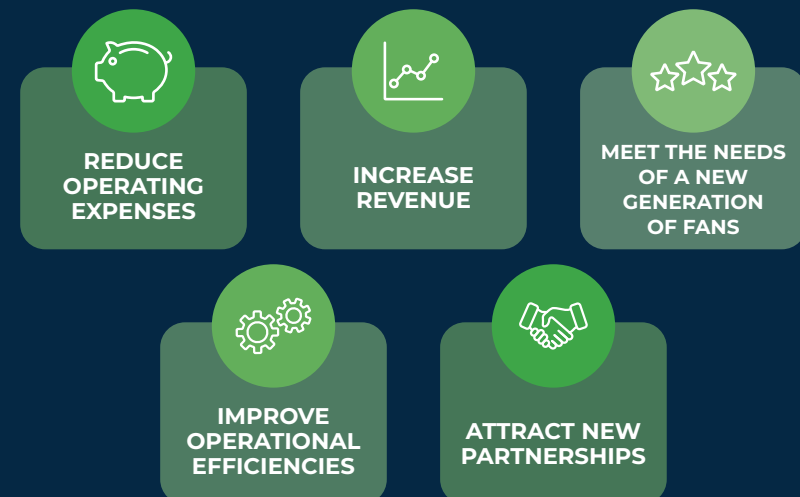 REDUCE
OPERATING
EXPENSES
INCREASE
REVENUE
MEET THE NEEDS
OF A NEW
GENERATION
OF FANS
IMPROVE
OPERATIONAL
EFFICIENCIES
ATTRACT NEW
PARTNERSHIPS